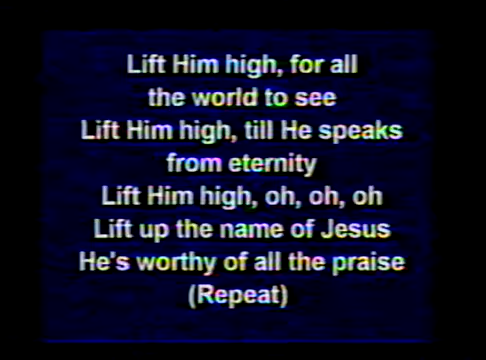 Lift Him high, for all
the world to see
Lift Him high, till He speaks
from eternity
Lift Him high, oh, oh, oh
Lift up the name of Jesus
He's worthy of all the praise
(Repeat)